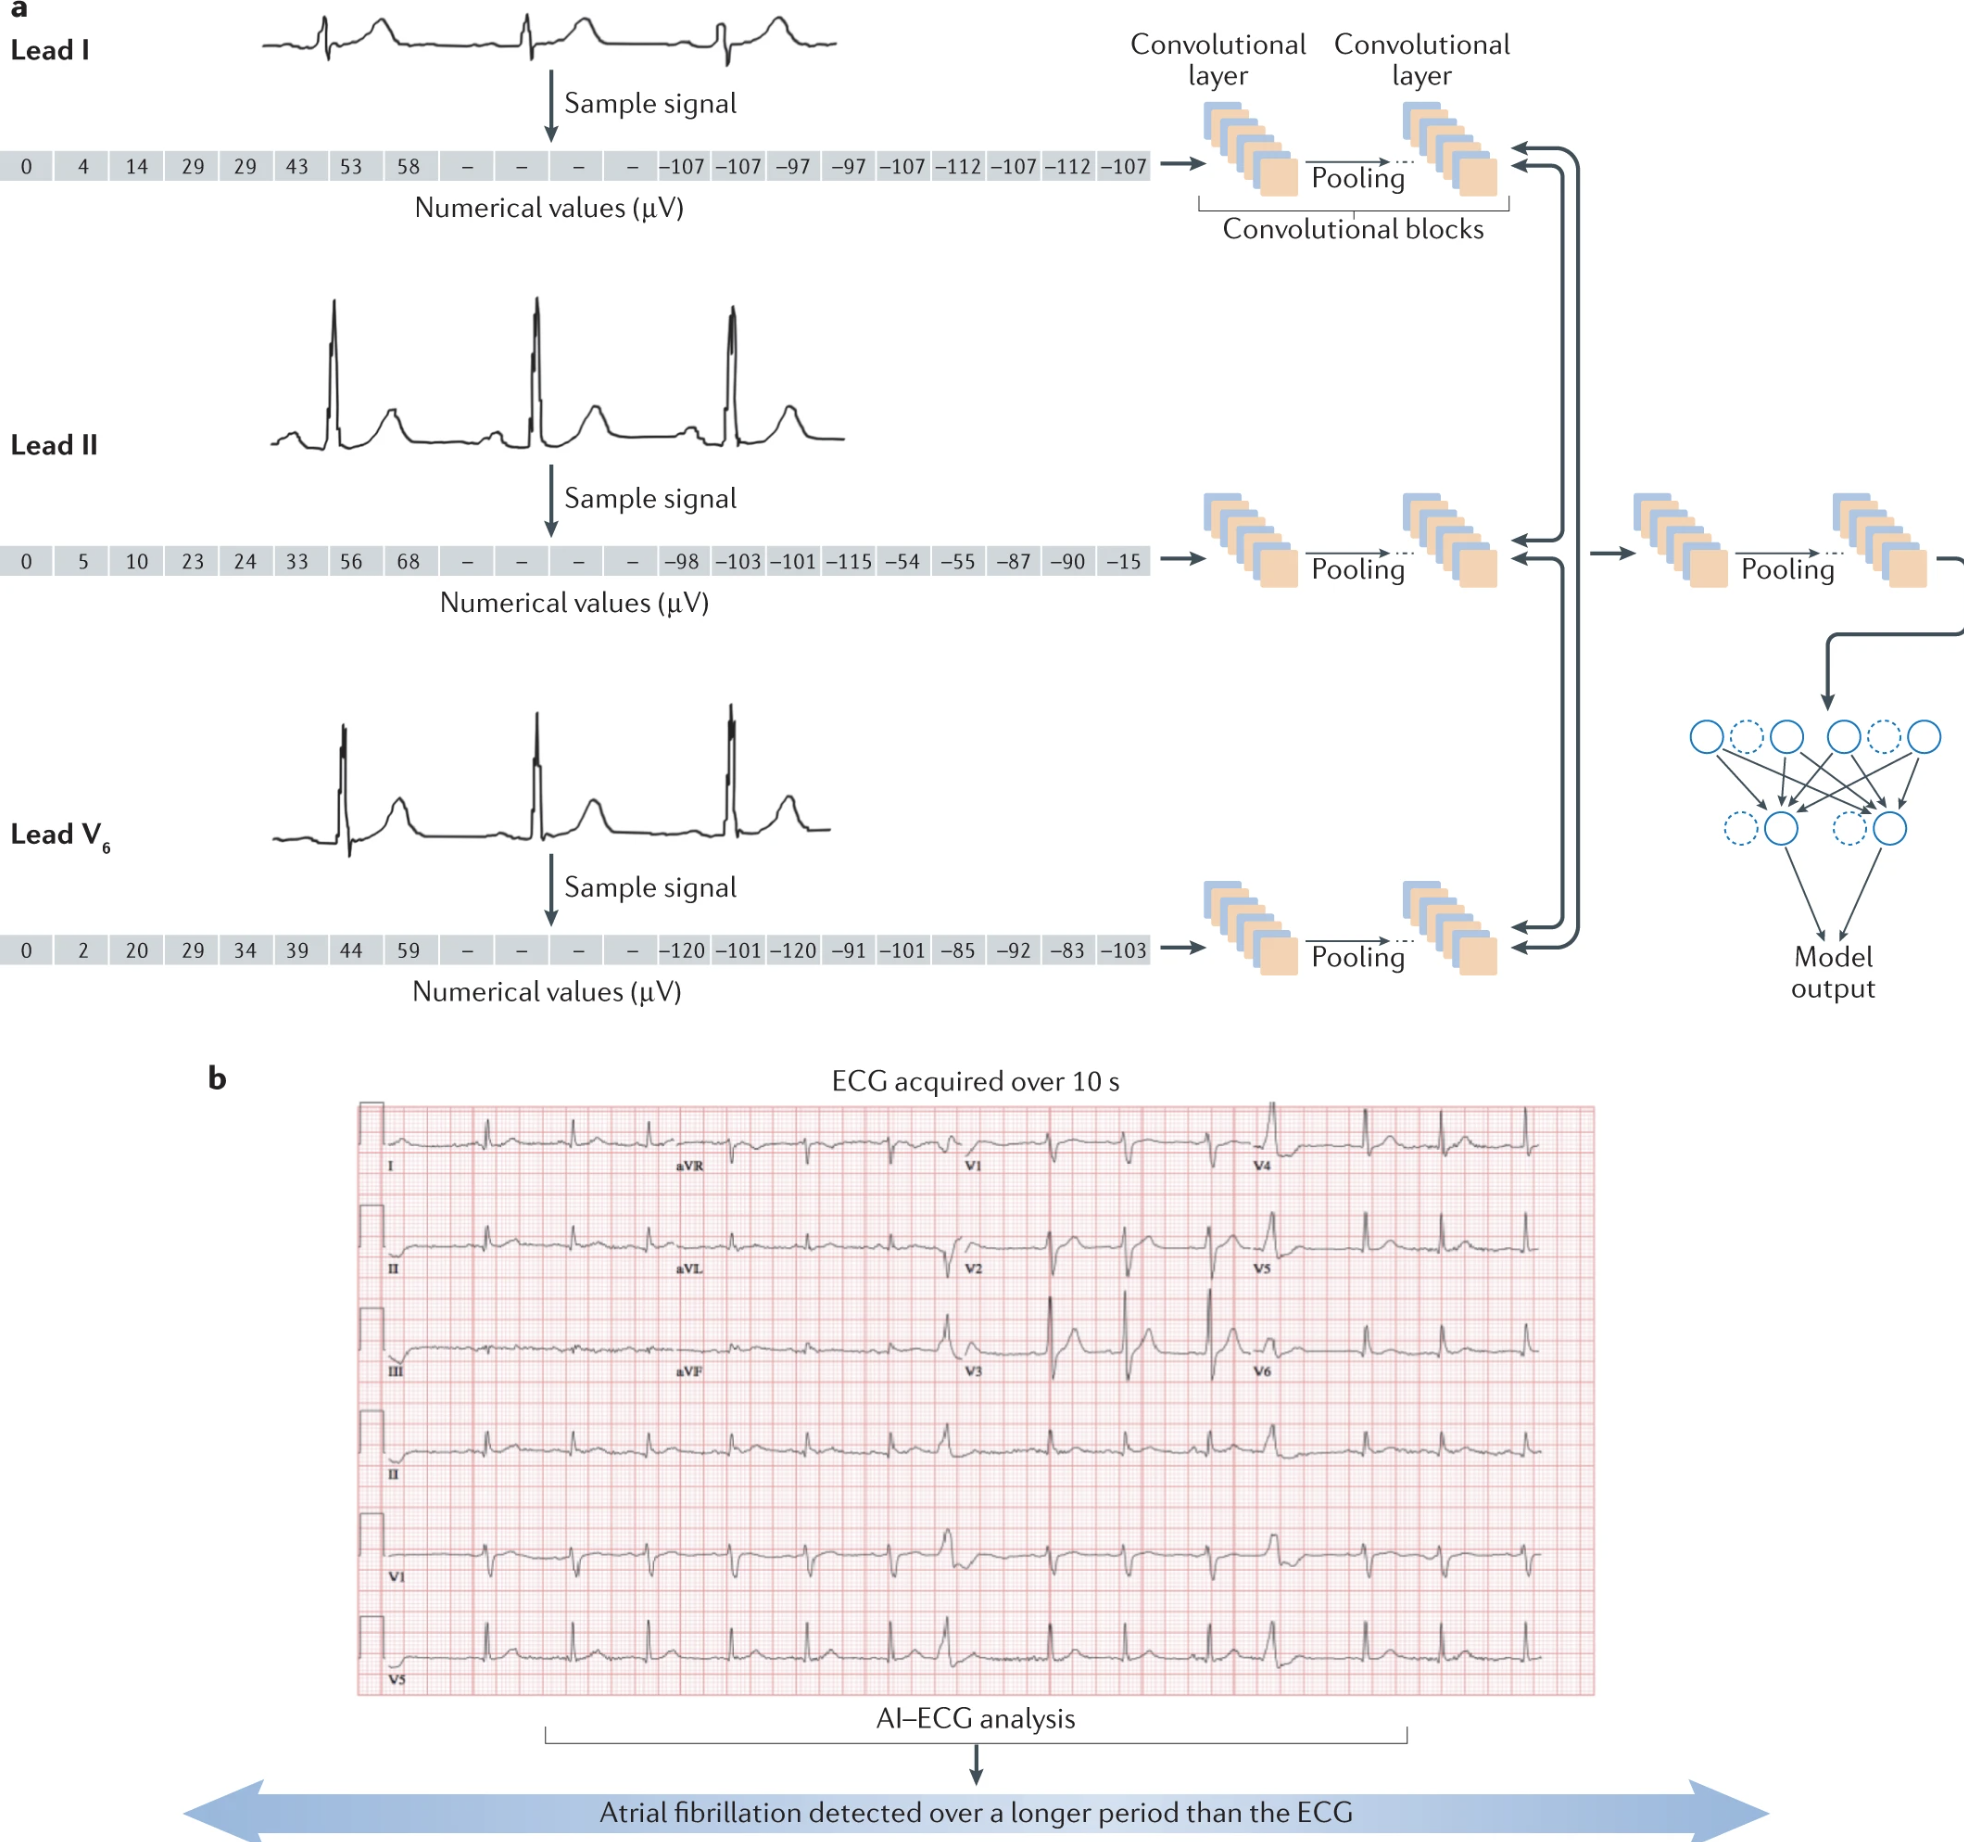 a
Lead I
Sample signal
0 4 14 29 29 43 53 58 – – – – –107 –107 –97 –97 –107 –112 –107 –112 –107
Numerical values (μV)
Convolutional layer
Convolutional layer
Pooling
Convolutional blocks
Lead II
Sample signal
0 5 10 23 24 33 56 68 – – – – –98 –103 –101 –115 –54 –55 –87 –90 –15
Numerical values (μV)
Pooling
Pooling
Lead V6
Sample signal
0 2 20 29 34 39 44 59 – – – – –120 –101 –120 –91 –101 –85 –92 –83 –103
Numerical values (μV)
Pooling
Model
output
b
ECG acquired over 10 s
I aVR V1 V4
II aVL V2 V5
III aVF V3 V6
II
V1
V5
AI–ECG analysis
Atrial fibrillation detected over a longer period than the ECG